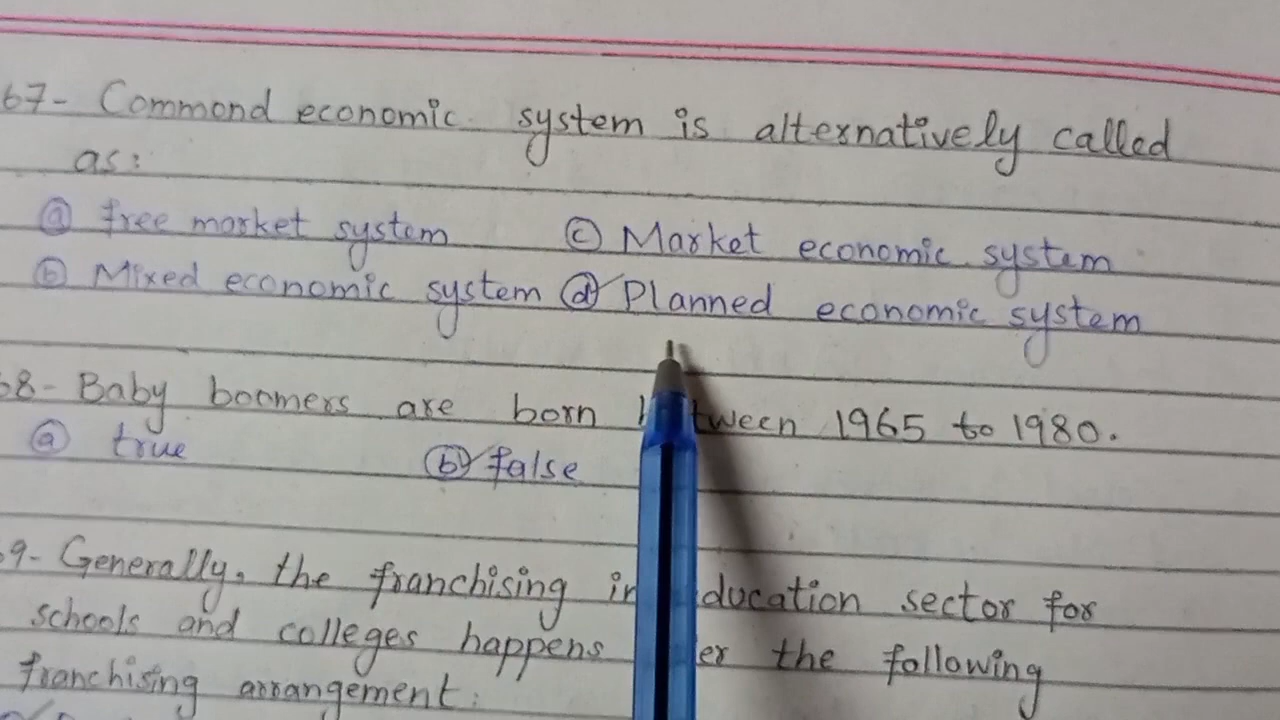 67- Commond economic system is alternatively called
as:
ⓐ free market system ⓒ Market economic system
ⓑ Mixed economic system ⓓ Planned economic system
68- Baby boomers are born between 1965 to 1980.
ⓐ true ⓑ false
69- Generally, the franchising in education sector for
schools and colleges happens the following
franchising arrangement: